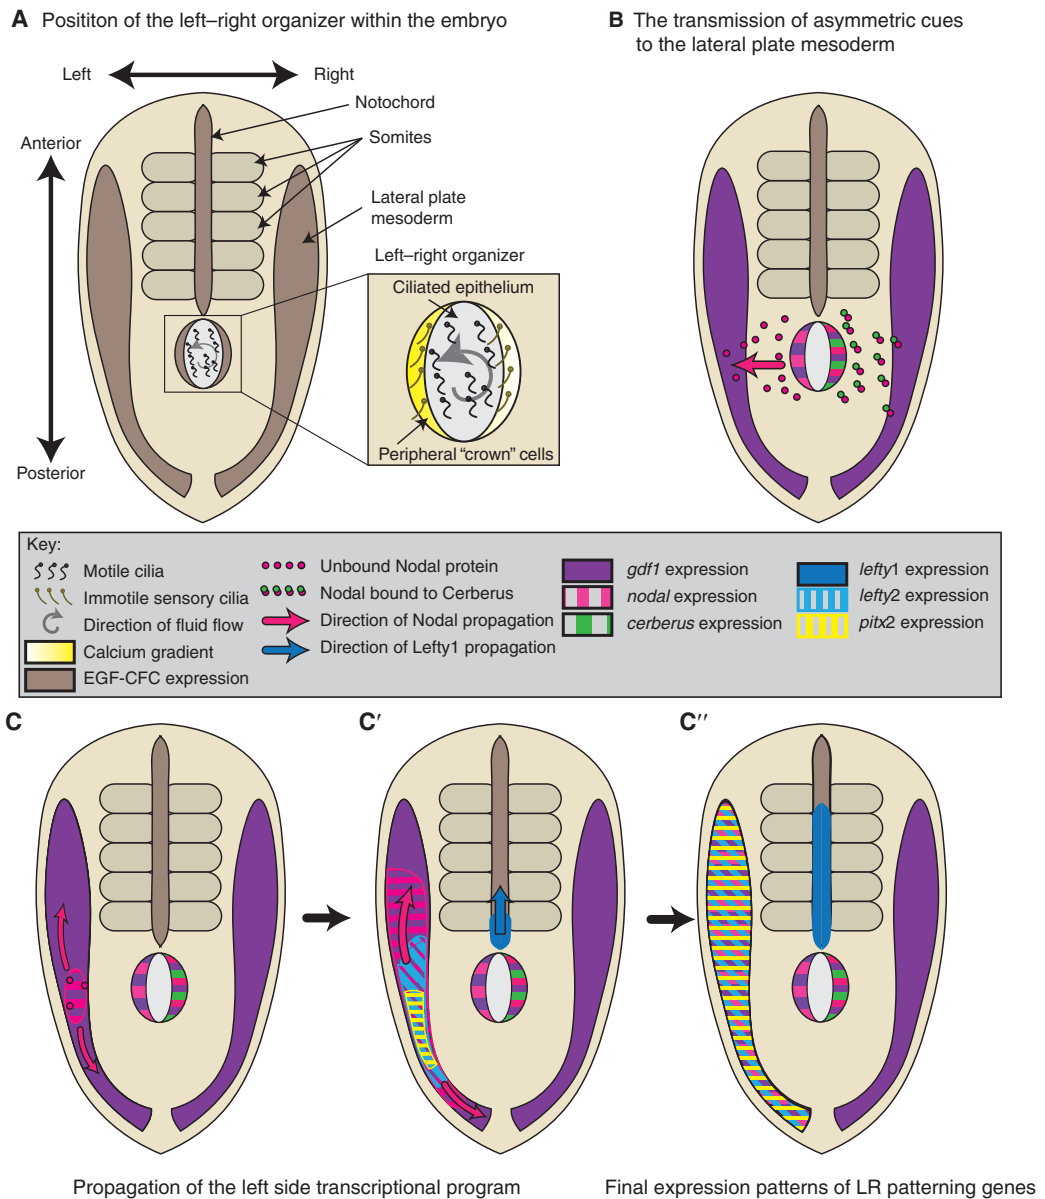 A Posititon of the left–right organizer within the embryo
Left
Right
Notochord
Somites
Anterior
Lateral plate
mesoderm
Left–right organizer
Ciliated epithelium
Peripheral “crown” cells
Posterior
B The transmission of asymmetric cues
to the lateral plate mesoderm
Key:
Motile cilia
Immotile sensory cilia
Direction of fluid flow
Calcium gradient
EGF-CFC expression
Unbound Nodal protein
Nodal bound to Cerberus
Direction of Nodal propagation
Direction of Lefty1 propagation
gdf1 expression
nodal expression
cerberus expression
lefty1 expression
lefty2 expression
pitx2 expression
C
C′
C′′
Propagation of the left side transcriptional program
Final expression patterns of LR patterning genes